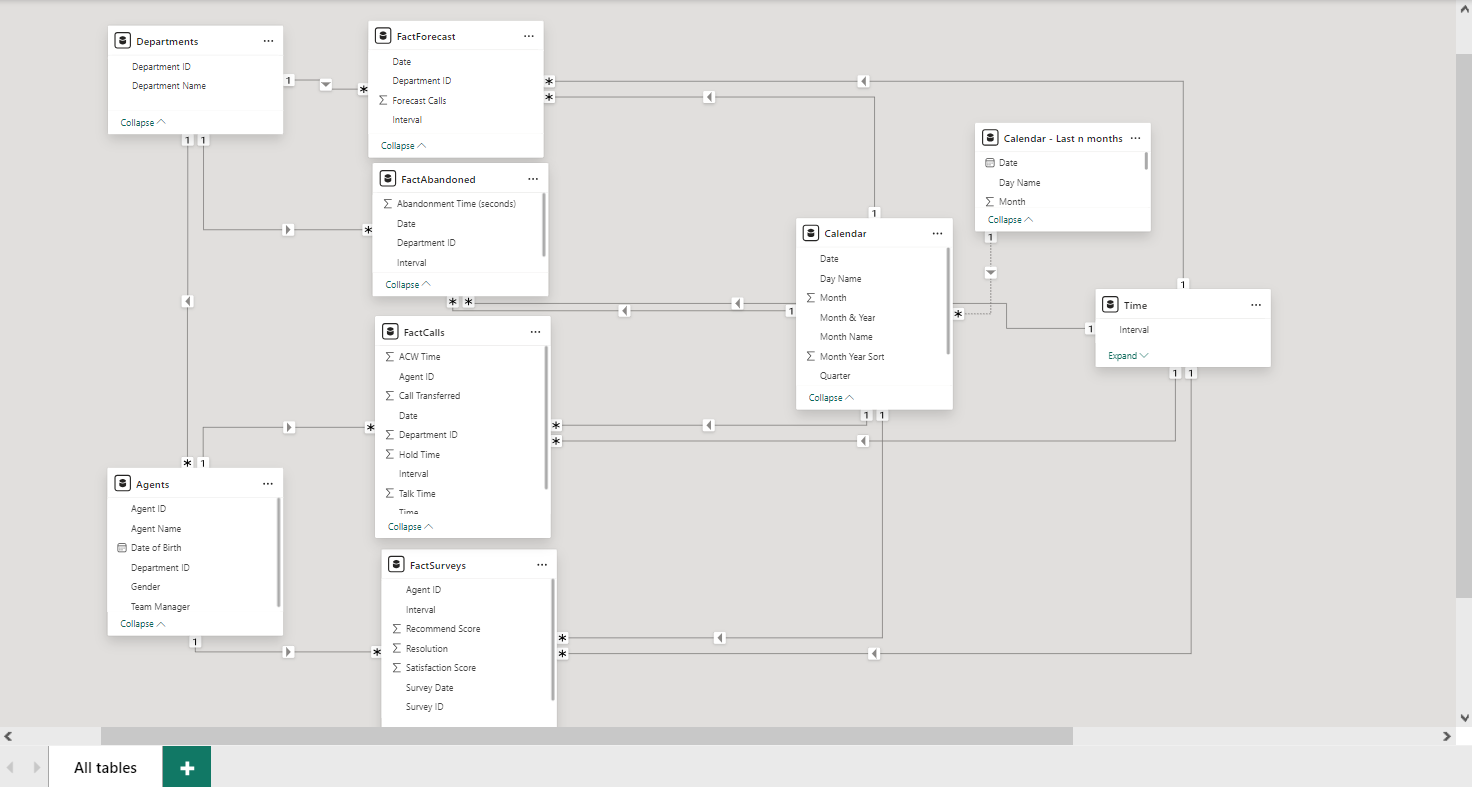 Departments
Department ID
Department Name
Collapse
FactForecast
Date
Department ID
Forecast Calls
Interval
Collapse
FactAbandoned
Abandonment Time (seconds)
Date
Department ID
Interval
Collapse
Calendar - Last n months
Date
Day Name
Month
Collapse
Calendar
Date
Day Name
Month
Month & Year
Month Name
Month Year Sort
Quarter
Collapse
Time
Interval
Expand
FactCalls
ACW Time
Agent ID
Call Transferred
Date
Department ID
Hold Time
Interval
Talk Time
Time
Collapse
Agents
Agent ID
Agent Name
Date of Birth
Department ID
Gender
Team Manager
Collapse
FactSurveys
Agent ID
Interval
Recommend Score
Resolution
Satisfaction Score
Survey Date
Survey ID
All tables